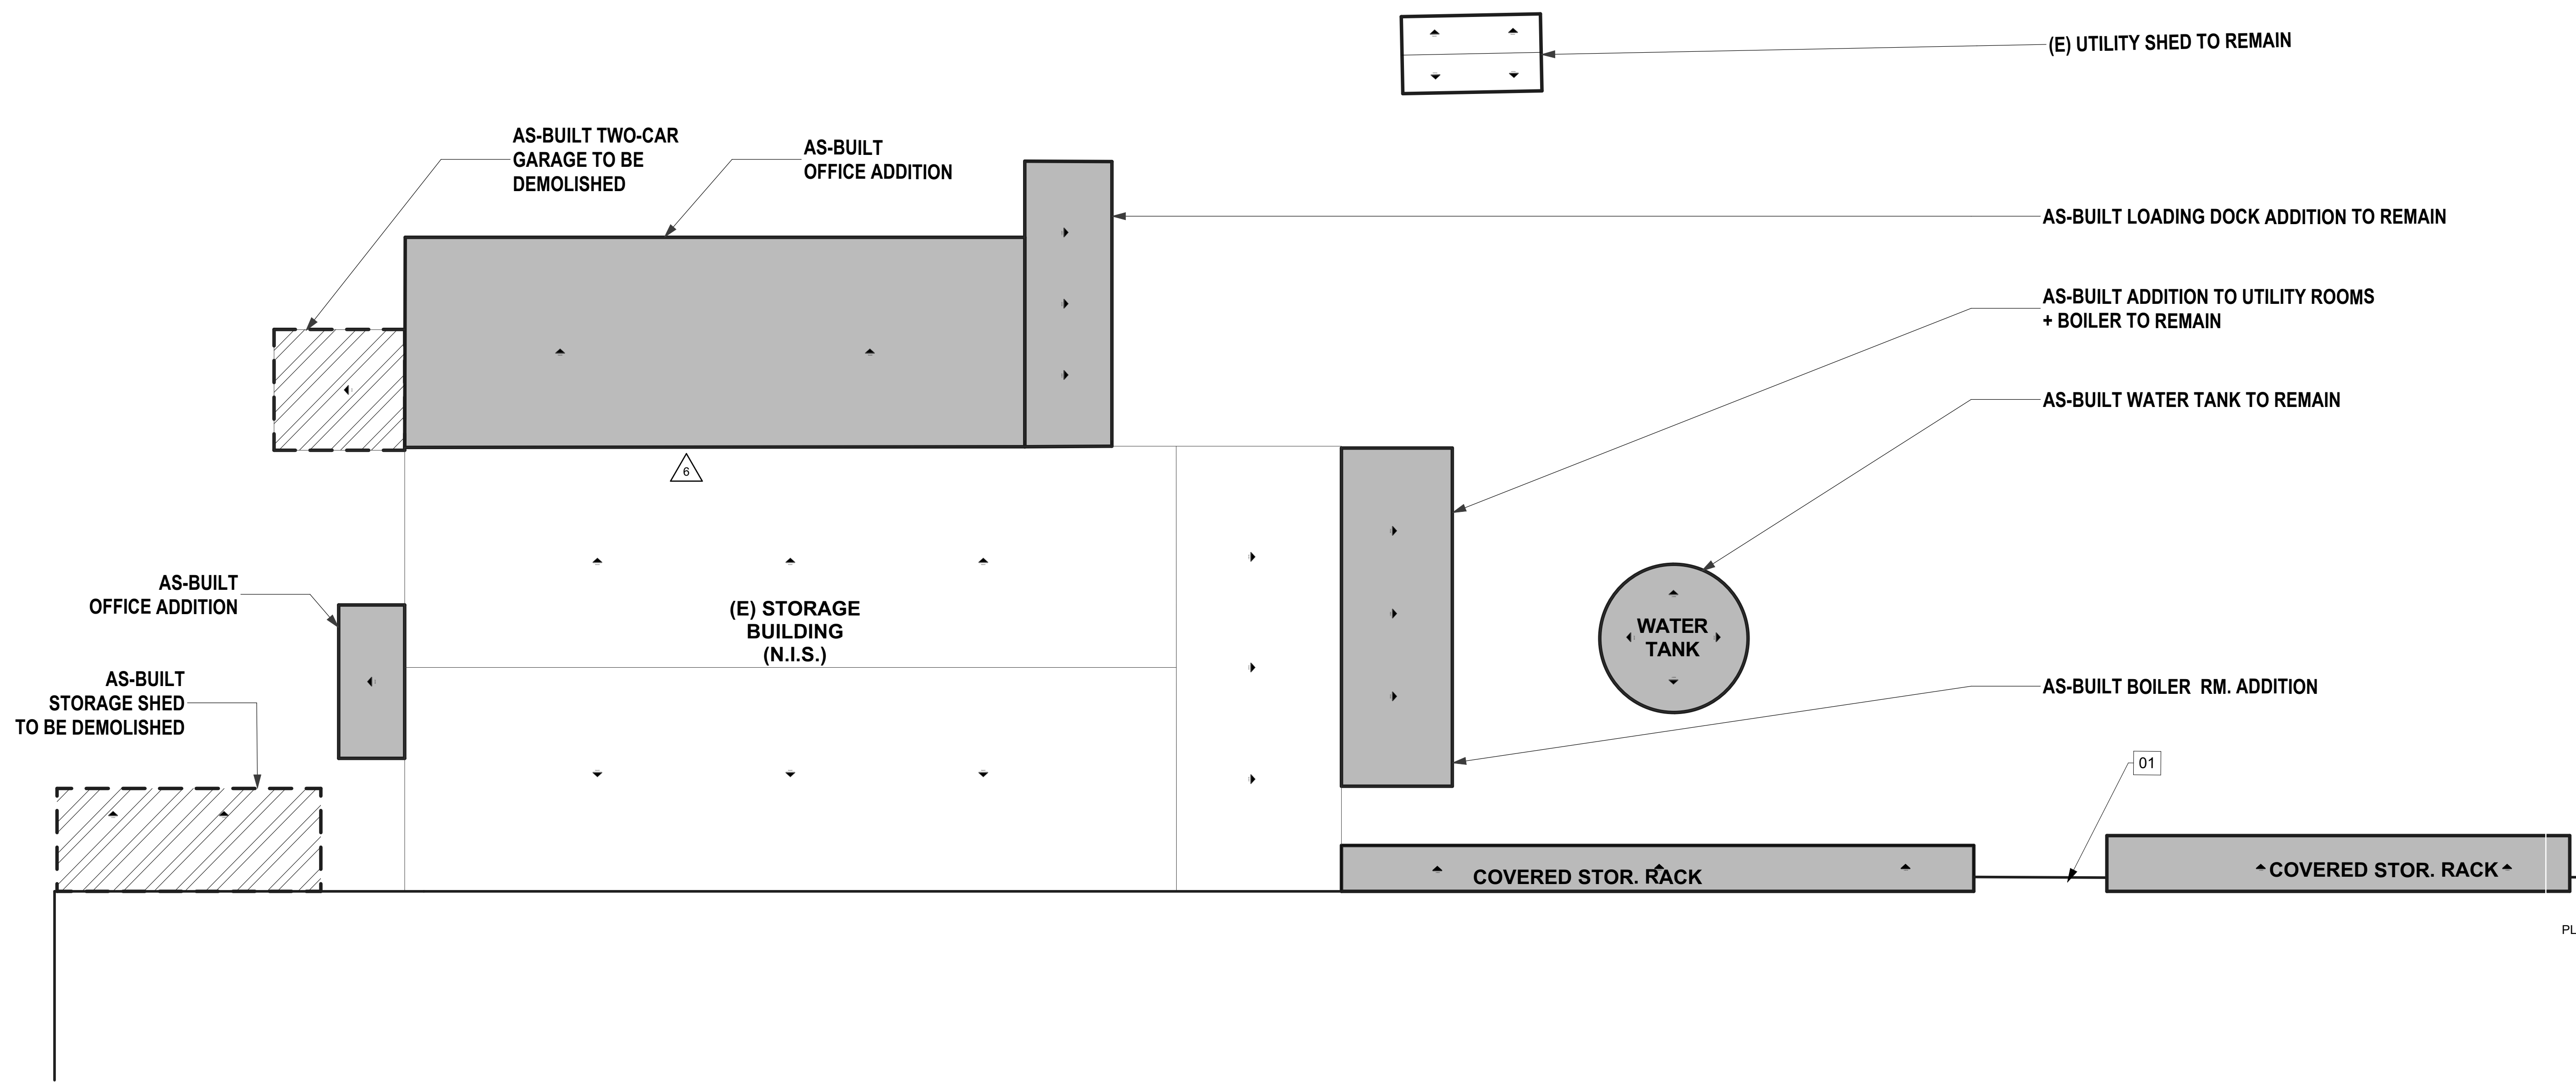 (E) UTILITY SHED TO REMAIN
AS-BUILT TWO-CAR
GARAGE TO BE
DEMOLISHED
AS-BUILT
OFFICE ADDITION
AS-BUILT LOADING DOCK ADDITION TO REMAIN
AS-BUILT ADDITION TO UTILITY ROOMS
+ BOILER TO REMAIN
AS-BUILT WATER TANK TO REMAIN
6
AS-BUILT
OFFICE ADDITION
(E) STORAGE
BUILDING
(N.I.S.)
WATER
TANK
AS-BUILT
STORAGE SHED
TO BE DEMOLISHED
AS-BUILT BOILER RM. ADDITION
01
COVERED STOR. RACK
COVERED STOR. RACK
PL